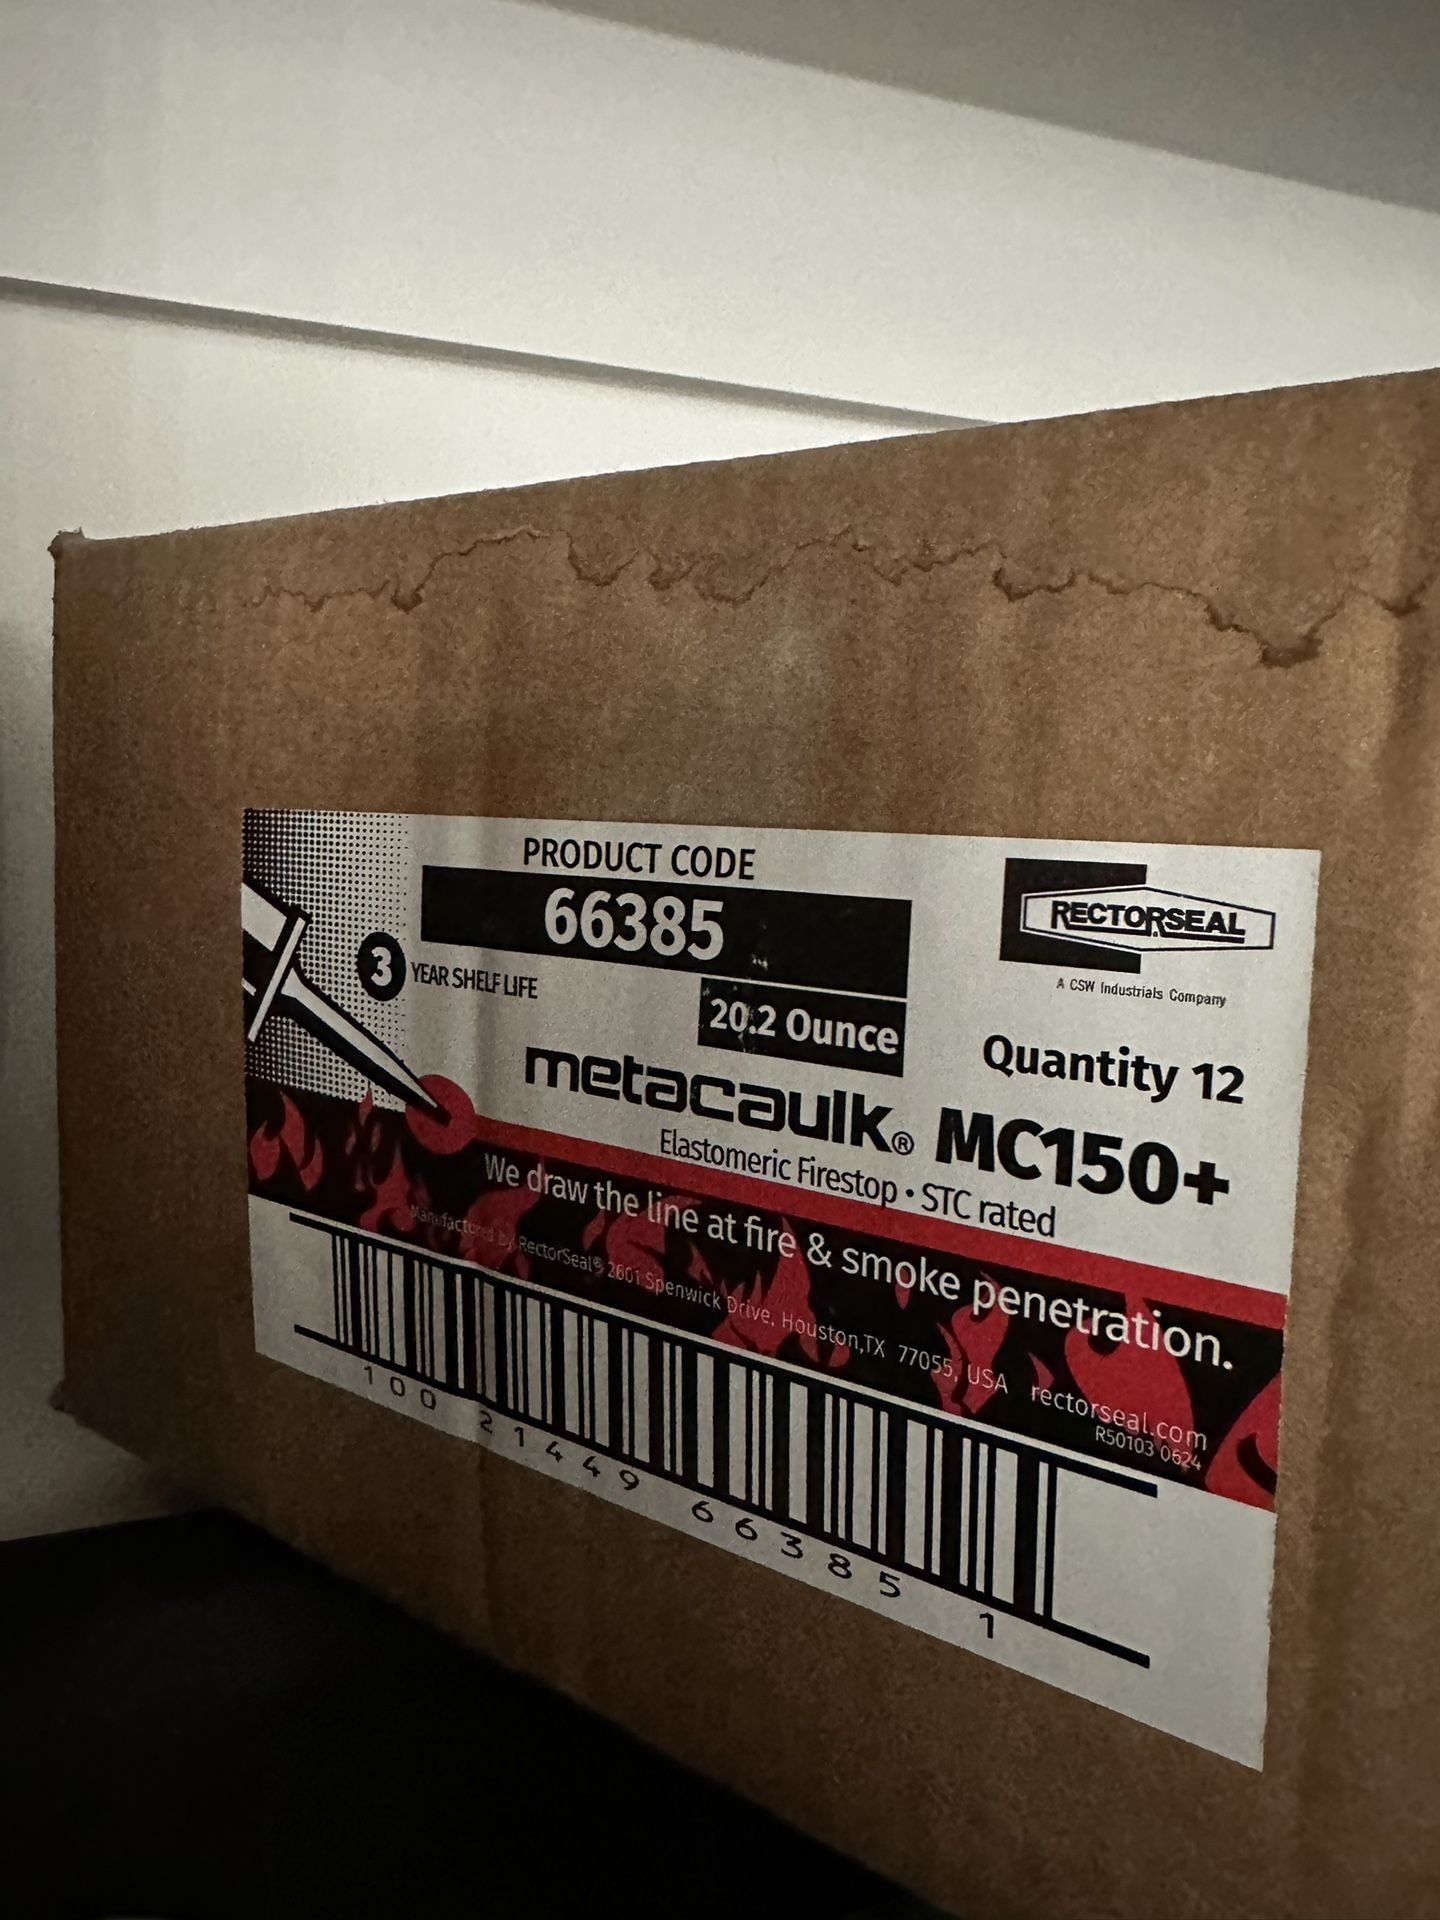 PRODUCT CODE
66385
3 YEAR SHELF LIFE
20.2 Ounce
RECTORSEAL
A CSW Industrials Company
Quantity 12
metacaulk® MC150+
Elastomeric Firestop • STC rated
We draw the line at fire & smoke penetration.
Manufactured by RectorSeal® 2601 Spenwick Drive, Houston,TX 77055, USA rectorseal.com
R50103 0624
100 21449 66385 1